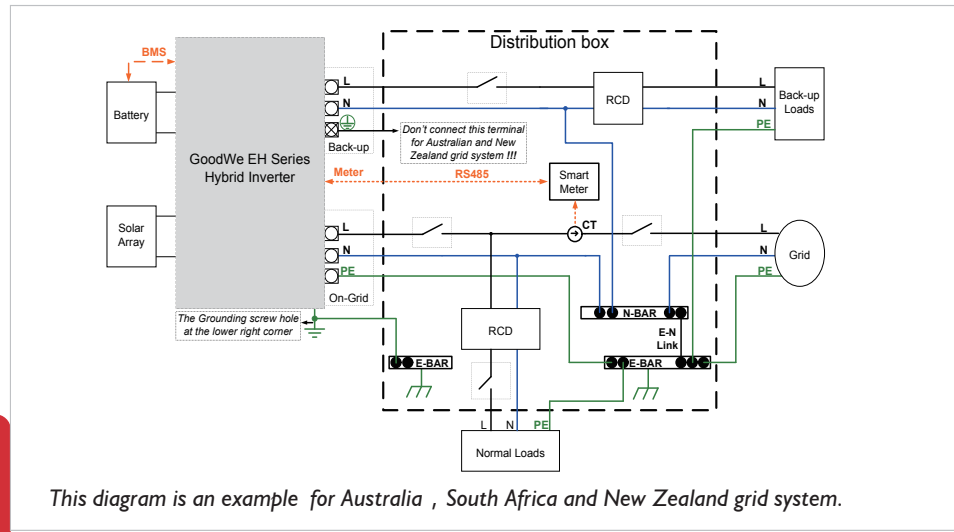 Distribution box
BMS
Battery
GoodWe EH Series
Hybrid Inverter
L
N
Back-up
RCD
L
N
PE
Back-up
Loads
Don't connect this terminal
for Australian and New
Zealand grid system !!!
Meter
RS485
Smart
Meter
Solar
Array
L
N
PE
On-Grid
CT
L
N
PE
Grid
The Grounding screw hole
at the lower right corner
RCD
N-BAR
E-N
Link
E-BAR
E-BAR
L
N
PE
Normal Loads
This diagram is an example for Australia , South Africa and New Zealand grid system.